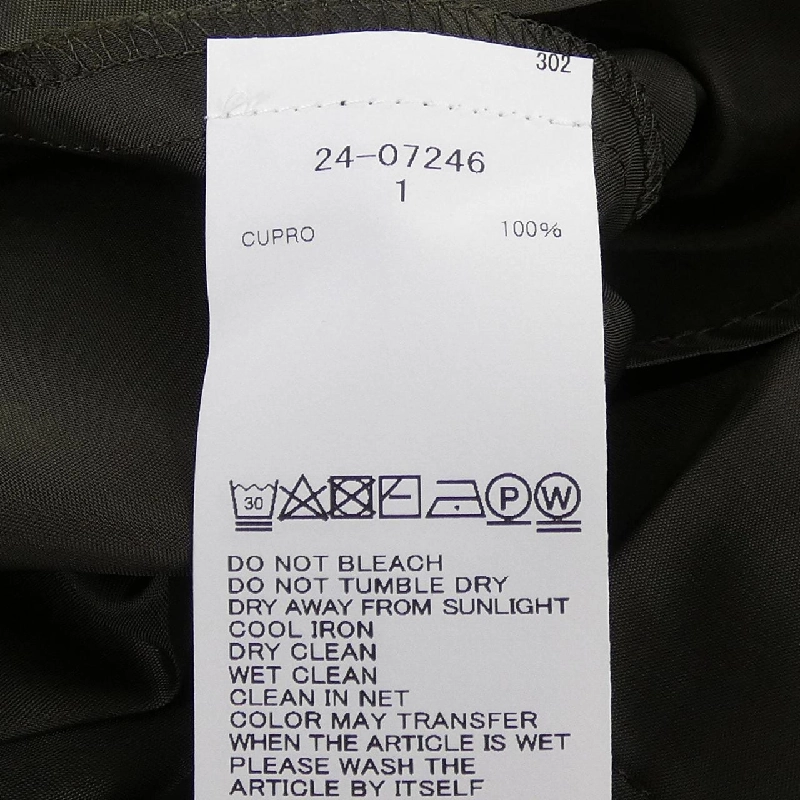 302
24-07246
1
CUPRO 100%
30 P W
DO NOT BLEACH
DO NOT TUMBLE DRY
DRY AWAY FROM SUNLIGHT
COOL IRON
DRY CLEAN
WET CLEAN
CLEAN IN NET
COLOR MAY TRANSFER
WHEN THE ARTICLE IS WET
PLEASE WASH THE
ARTICLE BY ITSELF